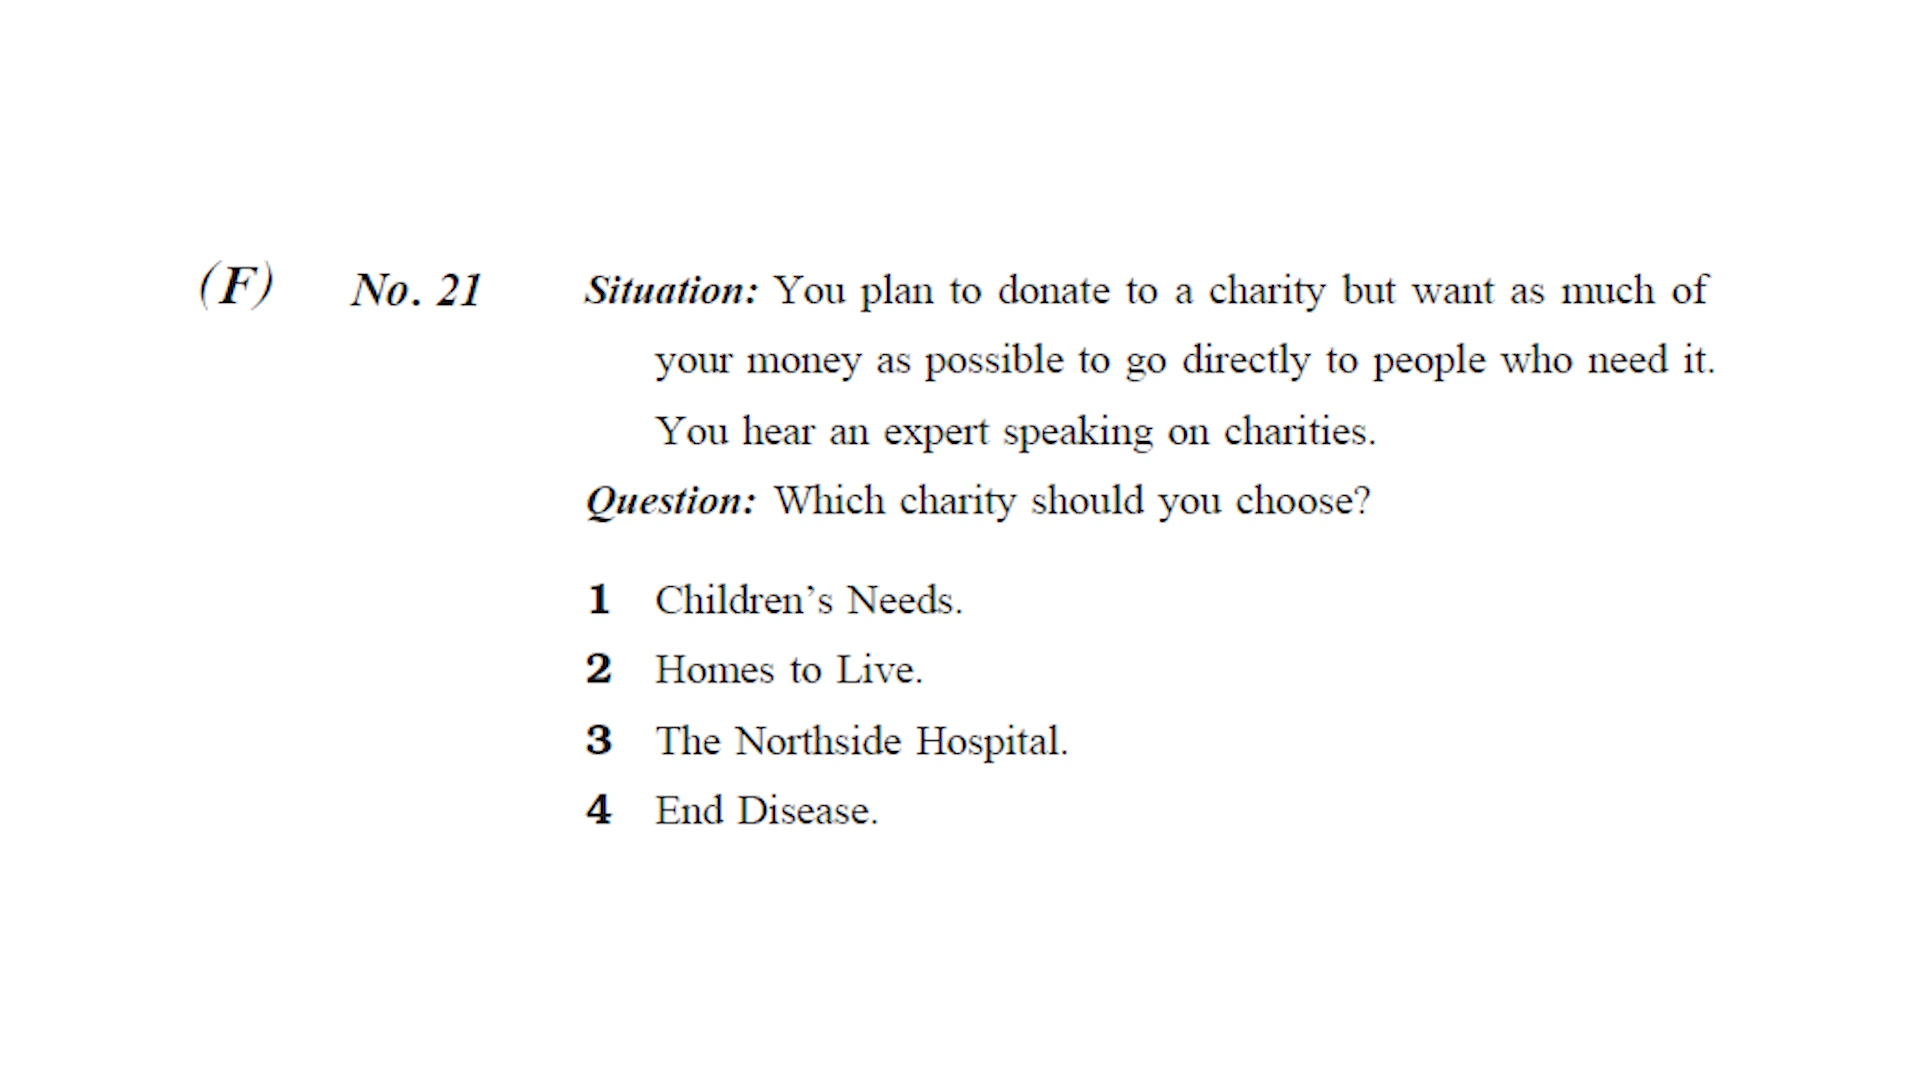 (F) No. 21 Situation: You plan to donate to a charity but want as much of
your money as possible to go directly to people who need it.
You hear an expert speaking on charities.
Question: Which charity should you choose?
1 Children’s Needs.
2 Homes to Live.
3 The Northside Hospital.
4 End Disease.